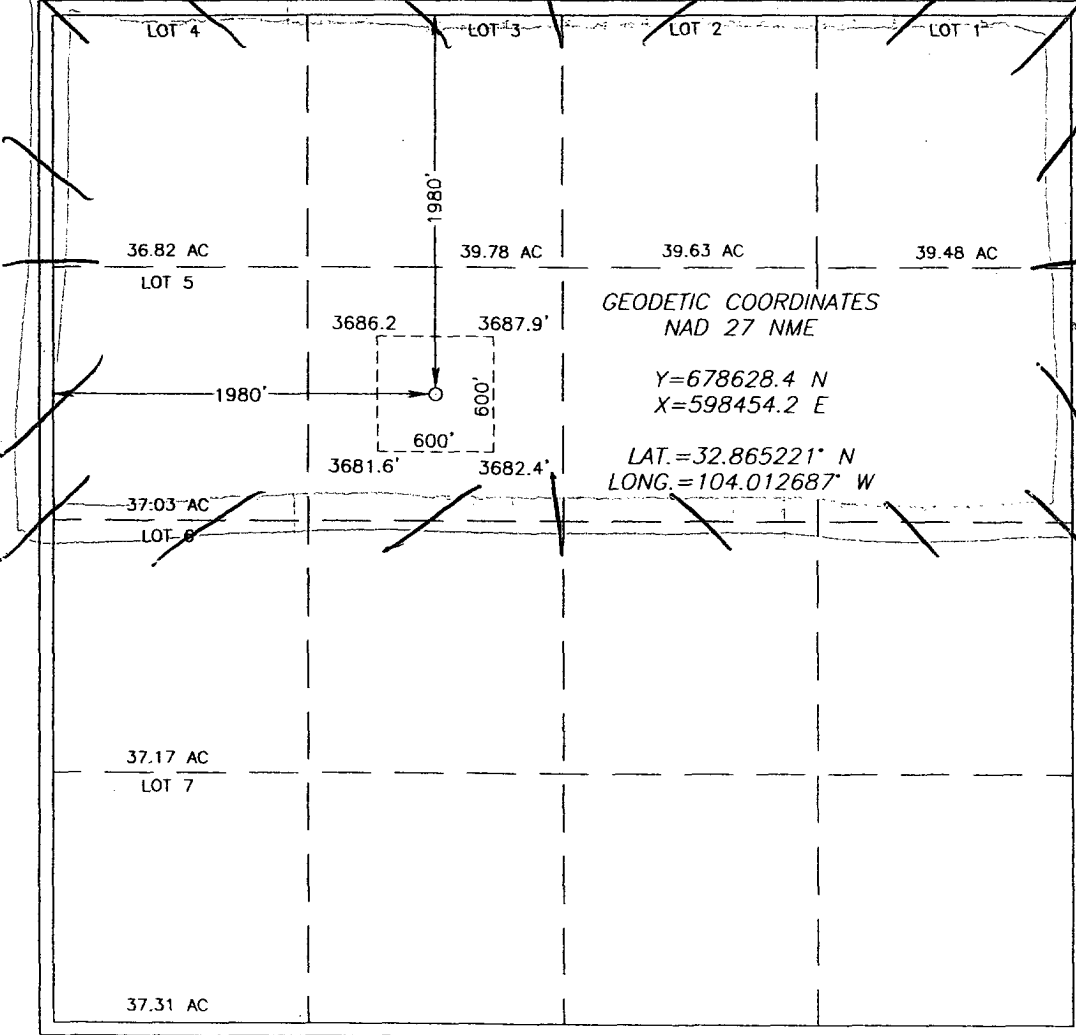 LOT 4 LOT 3 LOT 2 LOT 1
1980'
36.82 AC 39.78 AC 39.63 AC 39.48 AC
LOT 5
GEODETIC COORDINATES
NAD 27 NME
3686.2 3687.9'
Y=678628.4 N
X=598454.2 E
1980'
600'
600'
LAT.=32.865221° N
LONG.=104.012687° W
3681.6' 3682.4'
37.03 AC
LOT 6
37.17 AC
LOT 7
37.31 AC